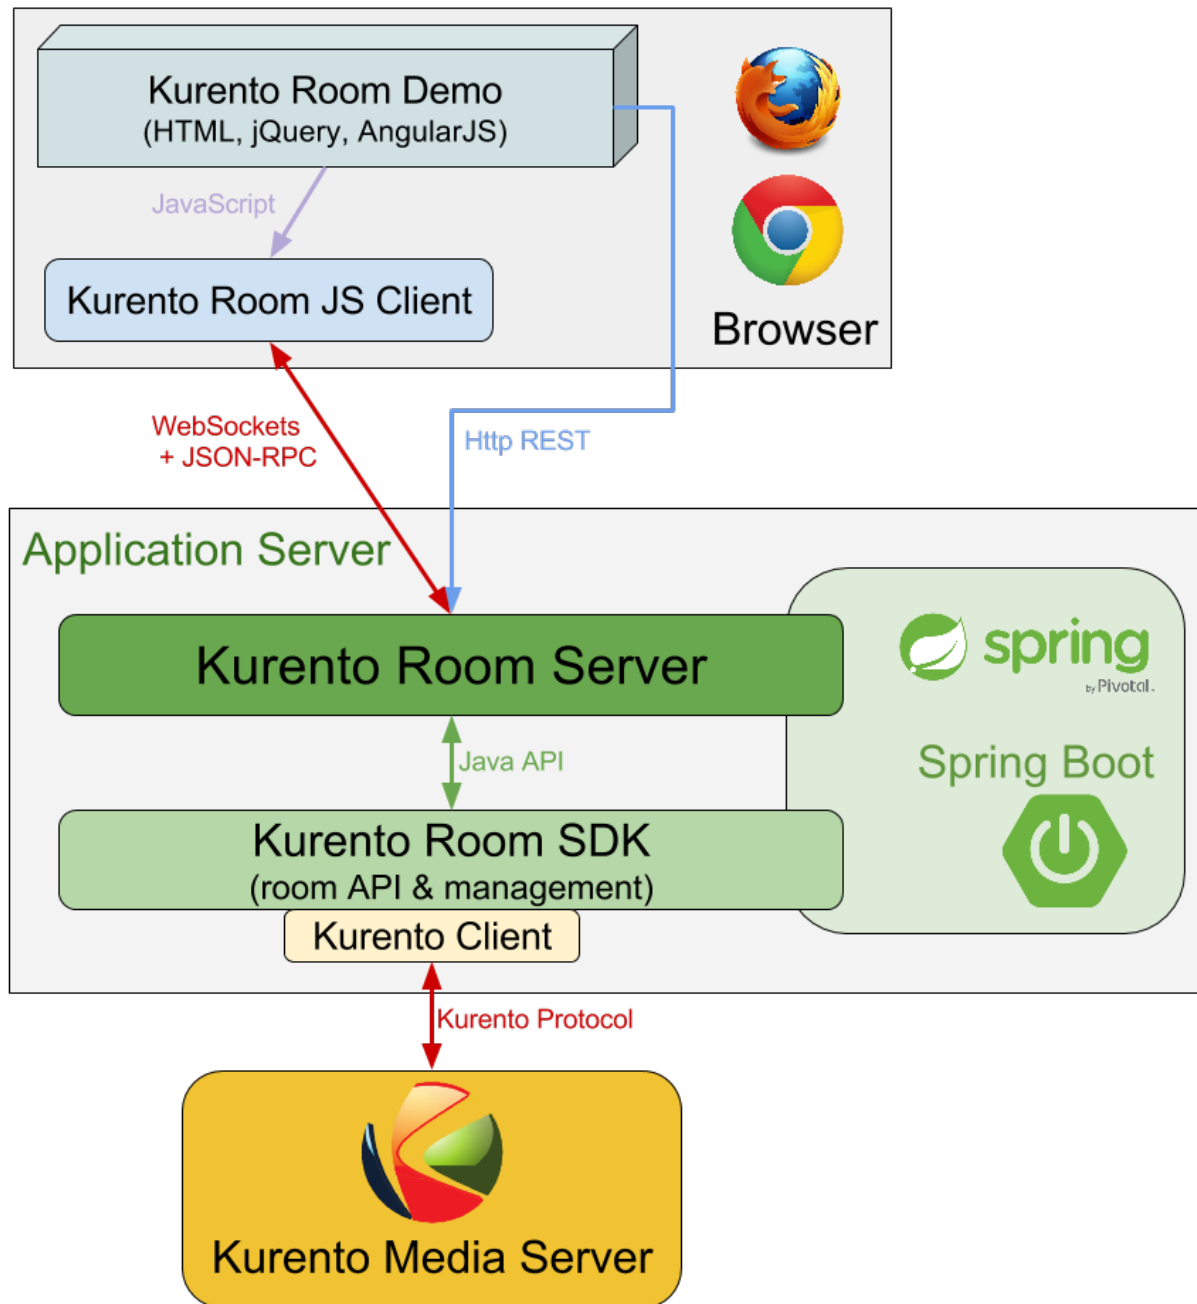 Kurento Room Demo
(HTML, jQuery, AngularJS)
JavaScript
Kurento Room JS Client
Browser
WebSockets
+ JSON-RPC
Http REST
Application Server
Kurento Room Server
spring
by Pivotal.
Java API
Spring Boot
Kurento Room SDK
(room API & management)
Kurento Client
Kurento Protocol
Kurento Media Server